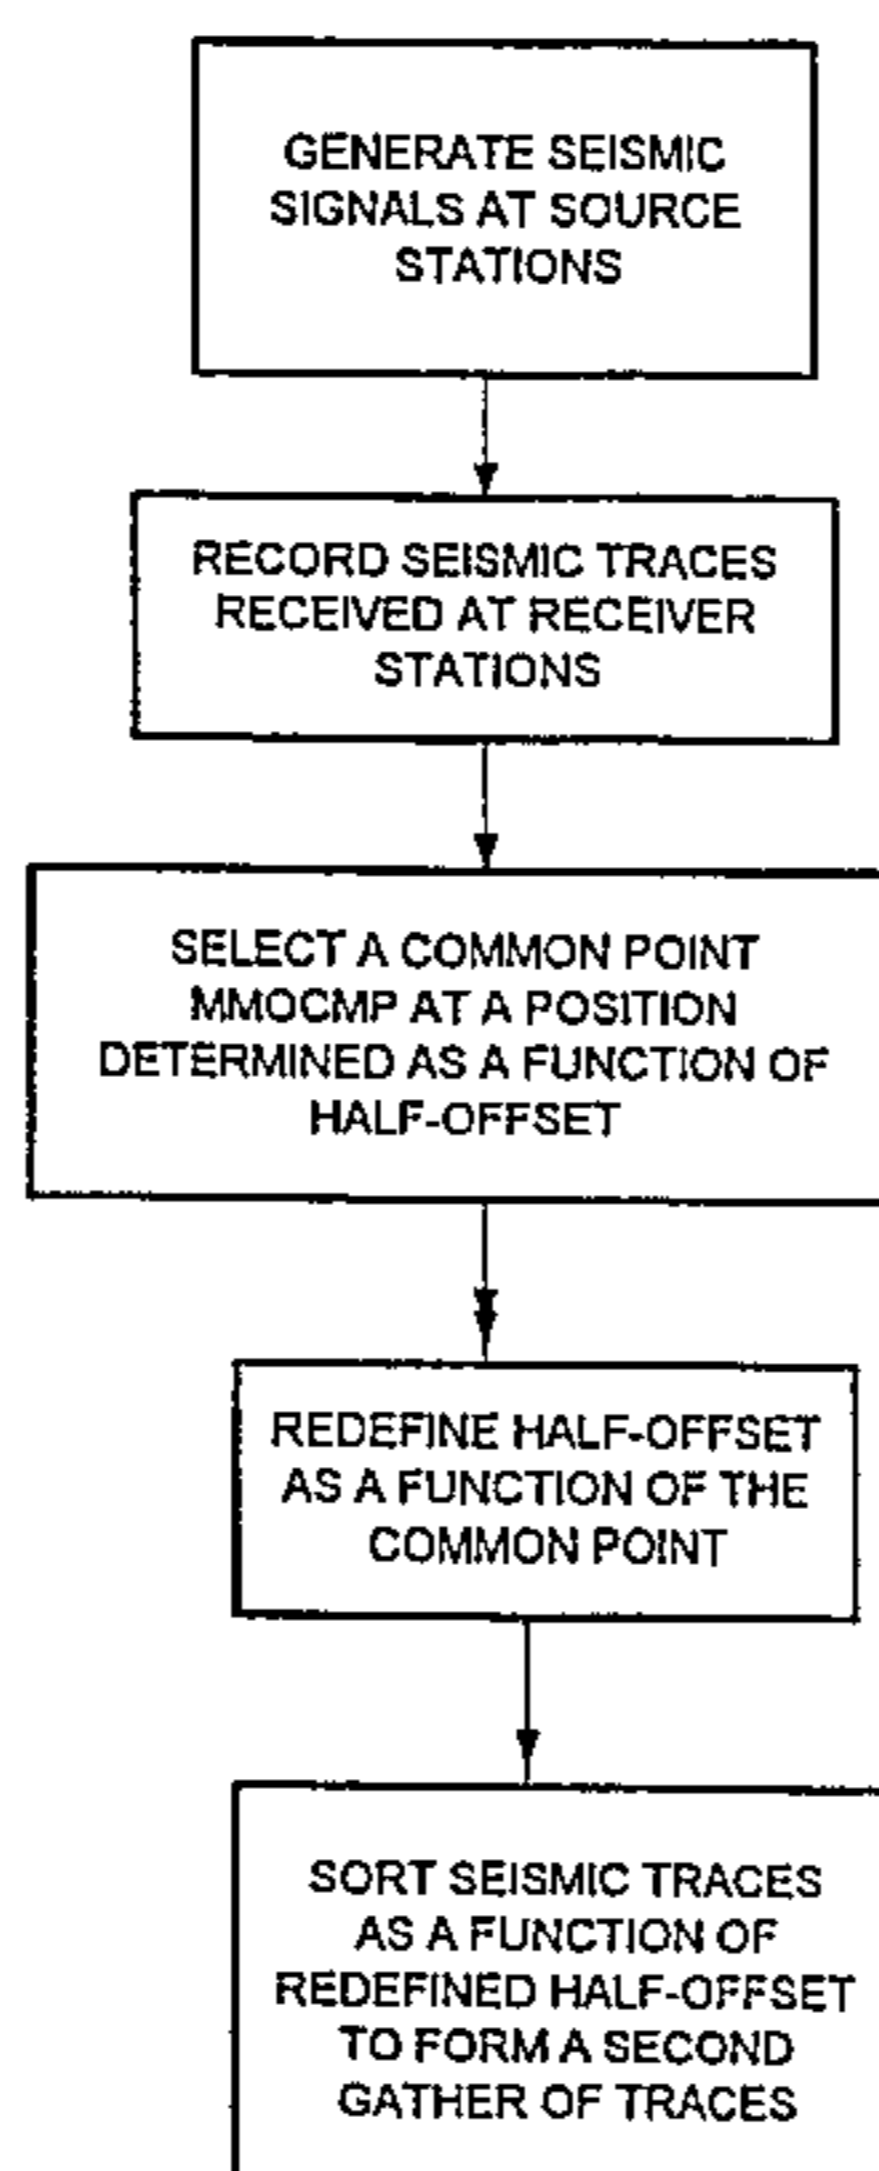 GENERATE SEISMIC
SIGNALS AT SOURCE
STATIONS
RECORD SEISMIC TRACES
RECEIVED AT RECEIVER
STATIONS
SELECT A COMMON POINT
MMOCMP AT A POSITION
DETERMINED AS A FUNCTION OF
HALF-OFFSET
REDEFINE HALF-OFFSET
AS A FUNCTION OF THE
COMMON POINT
SORT SEISMIC TRACES
AS A FUNCTION OF
REDEFINED HALF-OFFSET
TO FORM A SECOND
GATHER OF TRACES